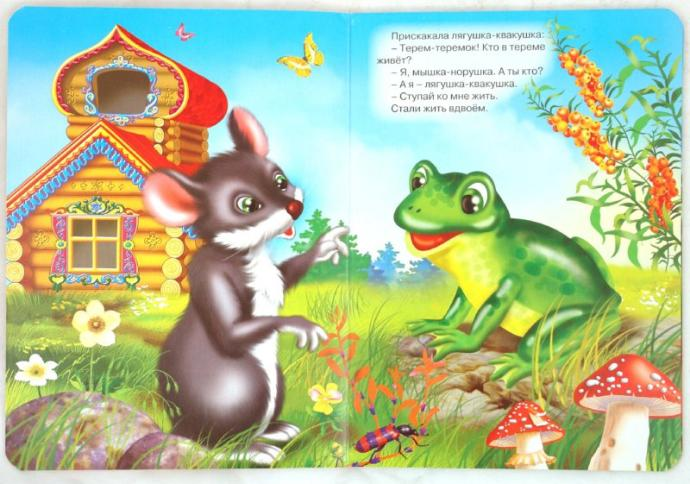 Прискакала лягушка-квакушка:
– Терем-теремок! Кто в тереме
живёт?
– Я, мышка-норушка. А ты кто?
– А я – лягушка-квакушка.
– Ступай ко мне жить.
Стали жить вдвоём.